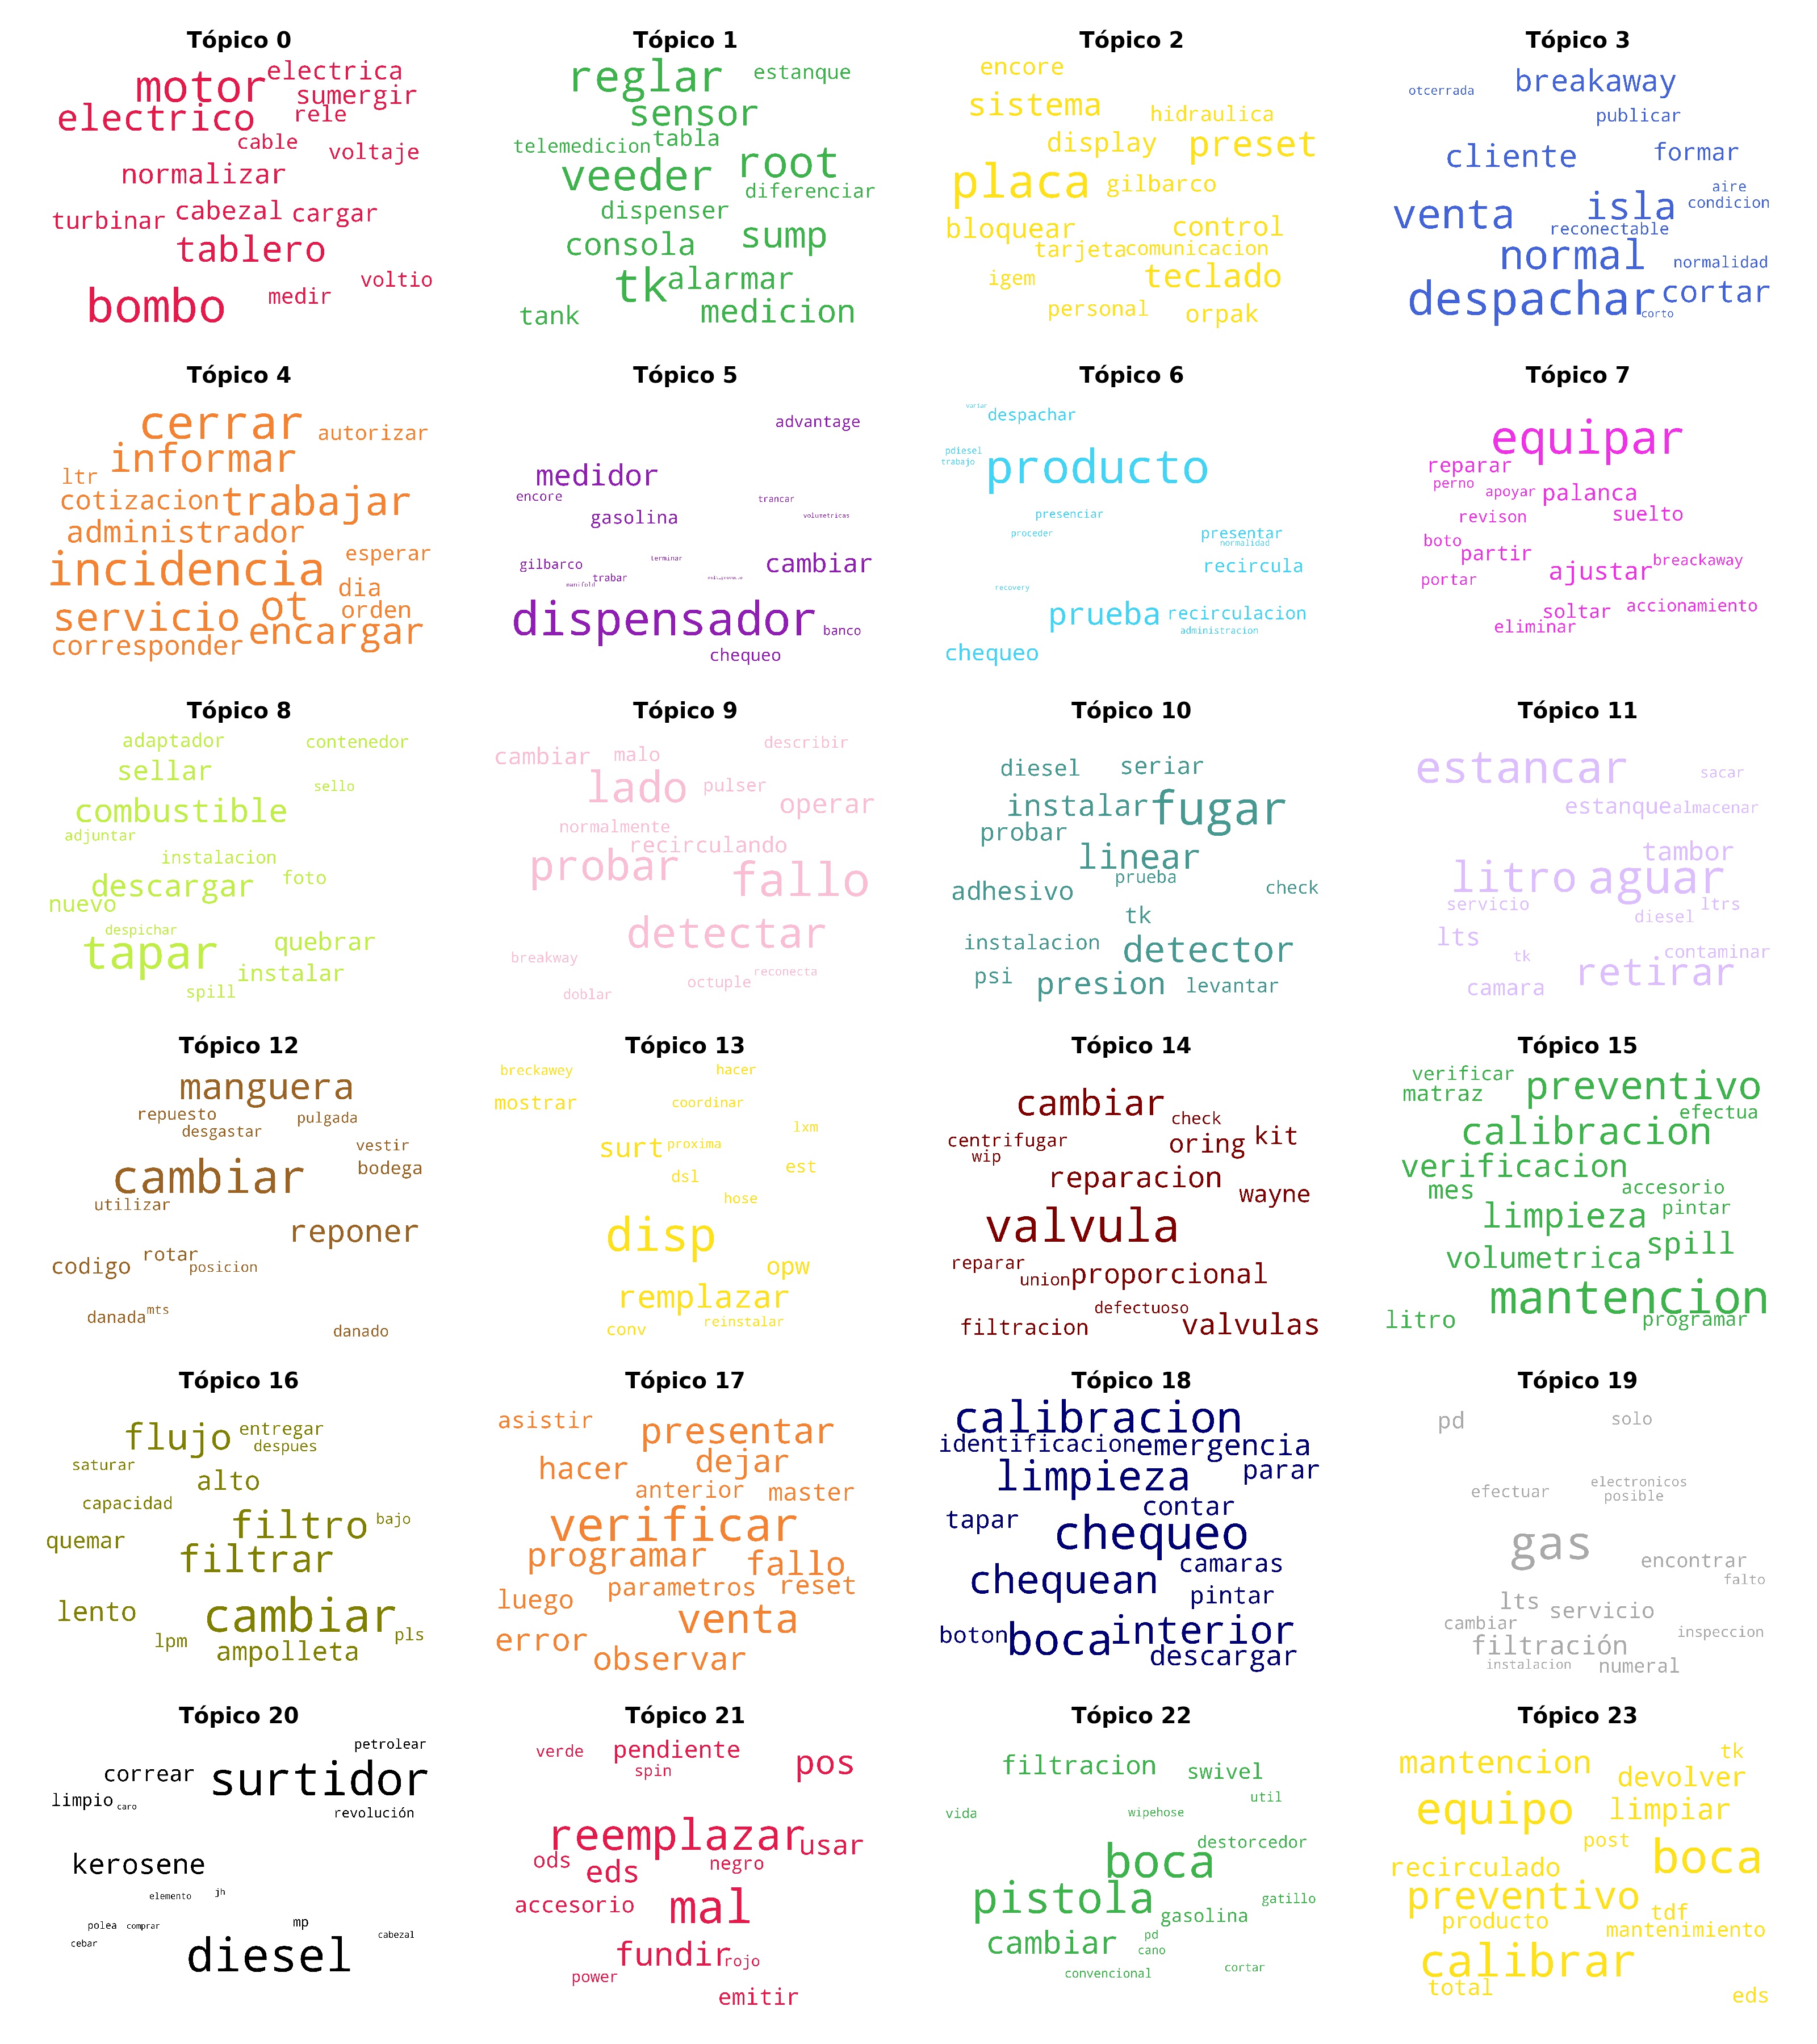 Tópico 0
motor
electrica
sumergir
electrico
rele
cable
voltaje
normalizar
turbinar
cabezal
cargar
tablero
voltio
bombo
medir
Tópico 1
reglar
estanque
sensor
telemedicion
tabla
veeder
root
diferenciar
dispenser
consola
sump
tk
alarmar
tank
medicion
Tópico 2
encore
sistema
hidraulica
display
preset
placa
gilbarco
bloquear
control
tarjeta
comunicacion
igem
teclado
personal
orpak
Tópico 3
otcerrada
breakaway
publicar
cliente
formar
aire
condicion
venta
isla
reconectable
normal
normalidad
despachar
cortar
corto
Tópico 4
cerrar
autorizar
informar
ltr
cotizacion
trabajar
administrador
incidencia
esperar
dia
servicio
ot
orden
corresponder
encargar
Tópico 5
advantage
medidor
encore
trancar
gasolina
volumetricas
gilbarco
terminar
cambiar
trabar
manifold
dispensador
banco
chequeo
Tópico 6
variar
despachar
pdiesel
trabajo
producto
presenciar
proceder
presentar
normalidad
recircula
recovery
prueba
recirculacion
administracion
chequeo
Tópico 7
equipar
reparar
perno
apoyar
palanca
revison
suelto
boto
partir
breackaway
portar
ajustar
soltar
accionamiento
eliminar
Tópico 8
adaptador
contenedor
sellar
sello
combustible
adjuntar
instalacion
descargar
foto
nuevo
despichar
tapar
quebrar
instalar
spill
Tópico 9
cambiar
malo
describir
lado
pulser
operar
normalmente
recirculando
probar
fallo
detectar
breakway
octuple
reconecta
doblar
Tópico 10
diesel
seriar
instalar
fugar
probar
linear
prueba
adhesivo
check
tk
instalacion
detector
psi
presion
levantar
Tópico 11
estancar
sacar
estanque
almacenar
tambor
litro
aguar
servicio
ltrs
diesel
lts
contaminar
tk
retirar
camara
Tópico 12
manguera
repuesto
pulgada
desgastar
vestir
cambiar
bodega
utilizar
reponer
rotar
codigo
posicion
danada
mts
danado
Tópico 13
breckawey
hacer
mostrar
coordinar
lxm
surt
proxima
est
dsl
hose
disp
opw
remplazar
reinstalar
conv
Tópico 14
cambiar
check
centrifugar
oring
kit
wip
reparacion
wayne
valvula
reparar
union
proporcional
defectuoso
filtracion
valvulas
Tópico 15
verificar
preventivo
matraz
efectua
calibracion
verificacion
mes
accesorio
limpieza
pintar
volumetrica
spill
mantencion
litro
programar
Tópico 16
flujo
entregar
despues
saturar
alto
capacidad
filtro
bajo
quemar
filtrar
lento
cambiar
lpm
pls
ampolleta
Tópico 17
asistir
presentar
hacer
dejar
anterior
master
verificar
programar
fallo
parametros
reset
luego
venta
error
observar
Tópico 18
calibracion
identificacion
emergencia
limpieza
parar
contar
tapar
chequeo
camaras
chequean
pintar
boton
boca
interior
descargar
Tópico 19
pd
solo
electronicos
efectuar
posible
gas
encontrar
falto
lts
servicio
cambiar
filtración
inspeccion
instalacion
numeral
Tópico 20
petrolear
correar
surtidor
limpio
caro
revolución
kerosene
elemento
jh
polea
comprar
mp
cebar
cabezal
diesel
Tópico 21
verde
pendiente
spin
pos
reemplazar
usar
ods
eds
negro
accesorio
mal
fundir
rojo
power
emitir
Tópico 22
filtracion
swivel
util
vida
wipehose
destorcedor
boca
pistola
gatillo
gasolina
cambiar
pd
cano
convencional
cortar
Tópico 23
mantencion
tk
devolver
equipo
limpiar
post
boca
recirculado
preventivo
tdf
producto
mantenimiento
calibrar
total
eds